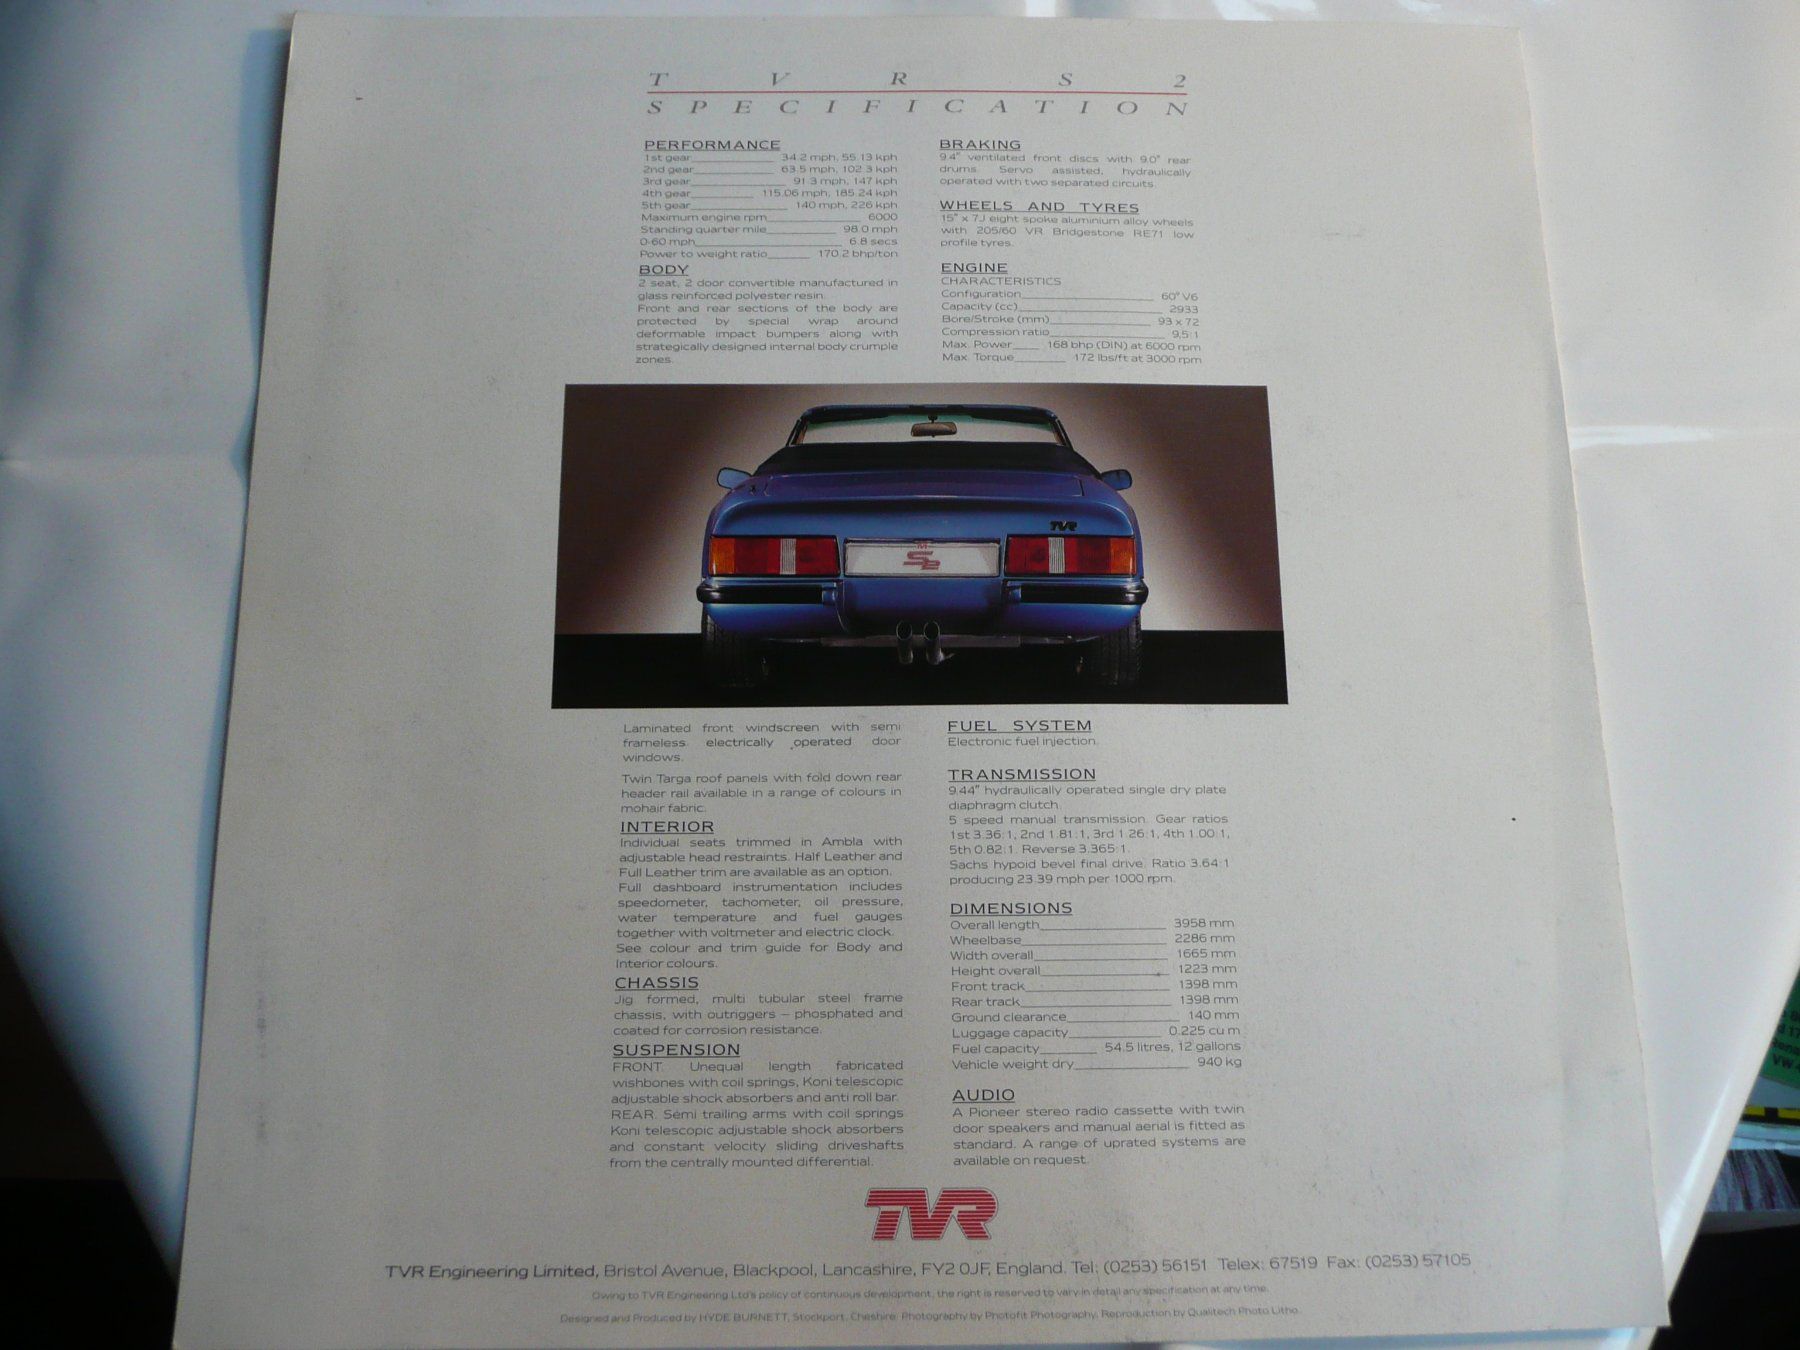 TVR S2
SPECIFICATION
PERFORMANCE
1st gear 34.2 mph, 55.13 kph
2nd gear 63.5 mph, 102.3 kph
3rd gear 91.3 mph, 147 kph
4th gear 115.06 mph, 185.24 kph
5th gear 140 mph, 226 kph
Maximum engine rpm 6000
Standing quarter mile 98.0 mph
0-60 mph 6.8 secs
Power to weight ratio 170.2 bhp/ton
BODY
2 seat, 2 door convertible manufactured in
glass reinforced polyester resin.
Front and rear sections of the body are
protected by special wrap around
deformable impact bumpers along with
strategically designed internal body crumple
zones.
BRAKING
9.4" ventilated front discs with 9.0" rear
drums. Servo assisted, hydraulically
operated with two separated circuits.
WHEELS AND TYRES
15" x 7J eight spoke aluminium alloy wheels
with 205/60 VR Bridgestone RE71 low
profile tyres.
ENGINE
CHARACTERISTICS
Configuration 60° V6
Capacity (cc) 2933
Bore/Stroke (mm) 93 x 72
Compression ratio 9.5:1
Max. Power 168 bhp (DIN) at 6000 rpm
Max. Torque 172 lbs/ft at 3000 rpm
TVR
S2
Laminated front windscreen with semi
frameless electrically operated door
windows.
Twin Targa roof panels with fold down rear
header rail available in a range of colours in
mohair fabric.
INTERIOR
Individual seats trimmed in Ambla with
adjustable head restraints. Half Leather and
Full Leather trim are available as an option.
Full dashboard instrumentation includes
speedometer, tachometer, oil pressure,
water temperature and fuel gauges
together with voltmeter and electric clock.
See colour and trim guide for Body and
Interior colours.
CHASSIS
Jig formed, multi tubular steel frame
chassis, with outriggers – phosphated and
coated for corrosion resistance.
SUSPENSION
FRONT. Unequal length fabricated
wishbones with coil springs, Koni telescopic
adjustable shock absorbers and anti roll bar.
REAR. Semi trailing arms with coil springs
Koni telescopic adjustable shock absorbers
and constant velocity sliding driveshafts
from the centrally mounted differential.
FUEL SYSTEM
Electronic fuel injection.
TRANSMISSION
9.44" hydraulically operated single dry plate
diaphragm clutch.
5 speed manual transmission. Gear ratios
1st 3.36:1, 2nd 1.81:1, 3rd 1.26:1, 4th 1.00:1,
5th 0.82:1. Reverse 3.365:1.
Sachs hypoid bevel final drive. Ratio 3.64:1
producing 23.39 mph per 1000 rpm.
DIMENSIONS
Overall length 3958 mm
Wheelbase 2286 mm
Width overall 1665 mm
Height overall 1223 mm
Front track 1398 mm
Rear track 1398 mm
Ground clearance 140 mm
Luggage capacity 0.225 cu m
Fuel capacity 54.5 litres, 12 gallons
Vehicle weight dry 940 kg
AUDIO
A Pioneer stereo radio cassette with twin
door speakers and manual aerial is fitted as
standard. A range of uprated systems are
available on request.
TVR
TVR Engineering Limited, Bristol Avenue, Blackpool, Lancashire, FY2 0JF, England. Tel: (0253) 56151 Telex: 67519 Fax: (0253) 57105
Owing to TVR Engineering Ltd's policy of continuous development, the right is reserved to vary in detail any specification at any time.
Designed and Produced by HYDE BURNETT, Stockport, Cheshire. Photography by Photofit Photography. Reproduction by Qualitech Photo Litho.
VW